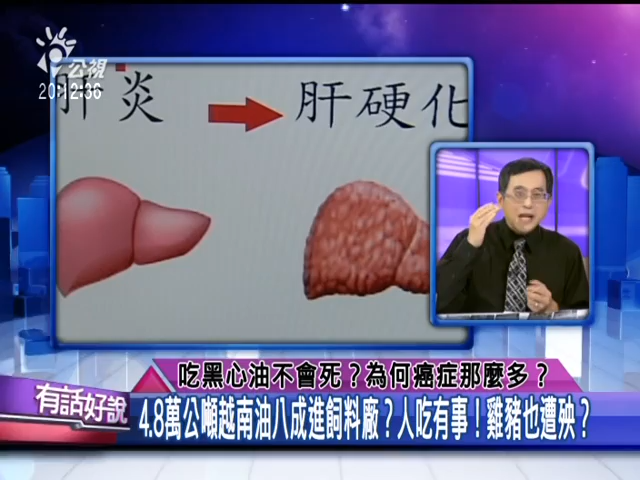 公視
20:12:36
肝炎
肝硬化
吃黑心油不會死？為何癌症那麼多？
有話好說
4.8萬公噸越南油八成進飼料廠？人吃有事！雞豬也遭殃？